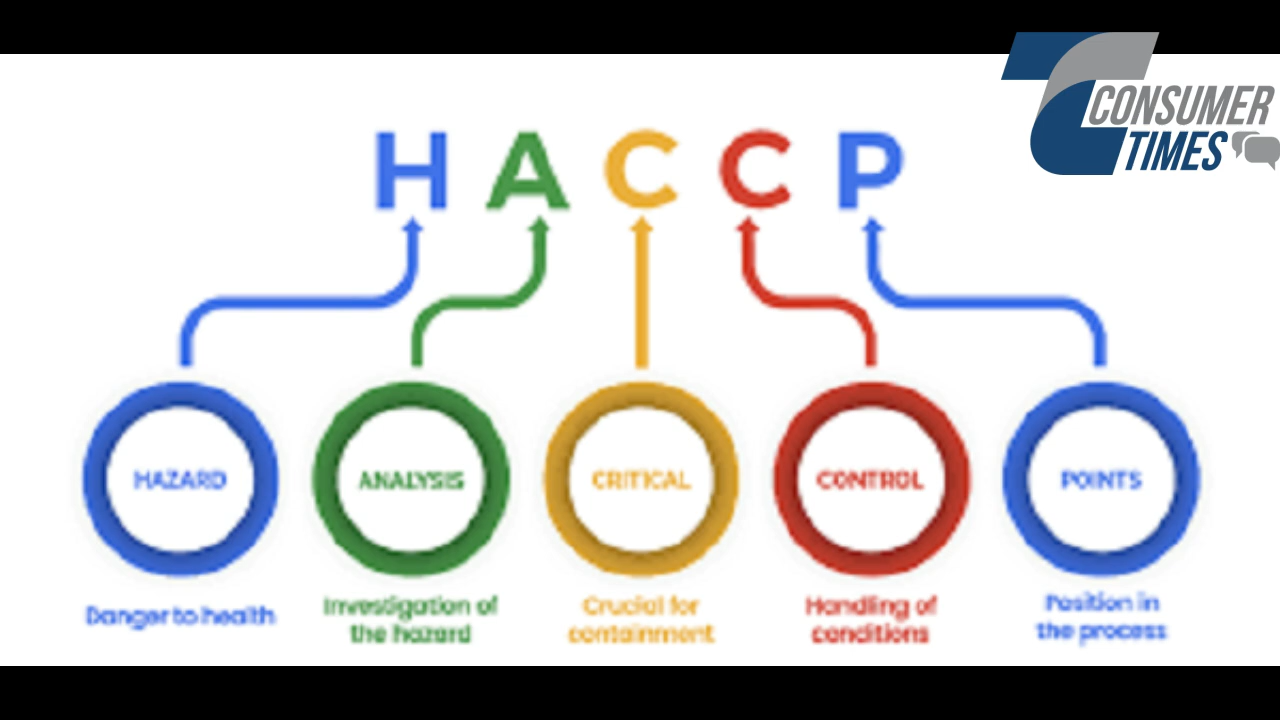 CONSUMER
TIMES
H A C C P
HAZARD
ANALYSIS
CRITICAL
CONTROL
POINTS
Danger to health
Investigation of
the hazard
Crucial for
containment
Handling of
conditions
Position in
the process